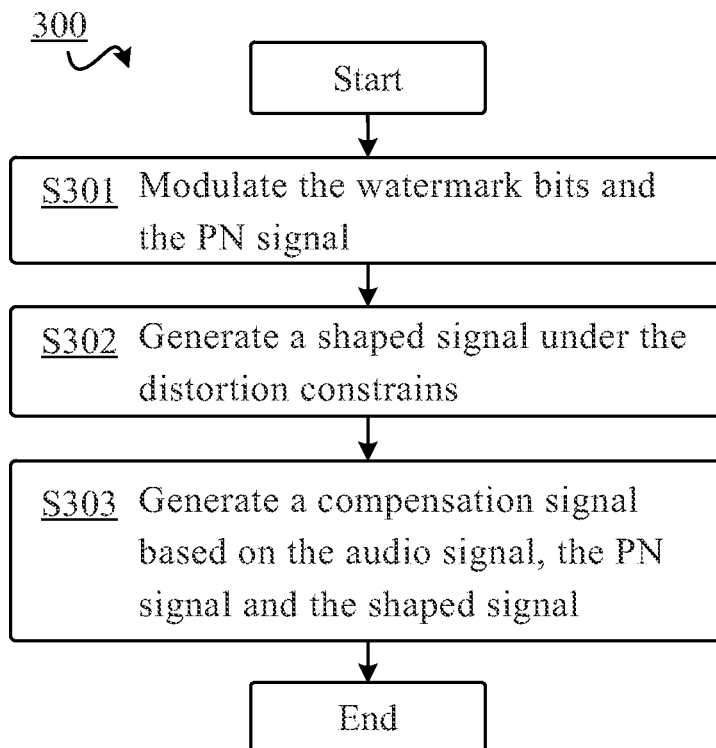 300
Start
S301 Modulate the watermark bits and
the PN signal
S302 Generate a shaped signal under the
distortion constrains
S303 Generate a compensation signal
based on the audio signal, the PN
signal and the shaped signal
End